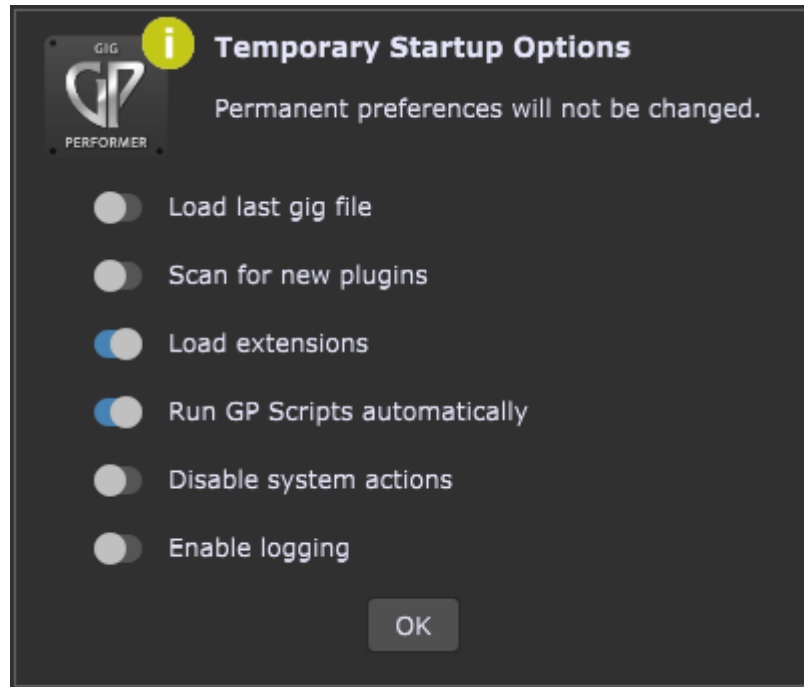 GIG
GP
PERFORMER
i
Temporary Startup Options
Permanent preferences will not be changed.
Load last gig file
Scan for new plugins
Load extensions
Run GP Scripts automatically
Disable system actions
Enable logging
OK